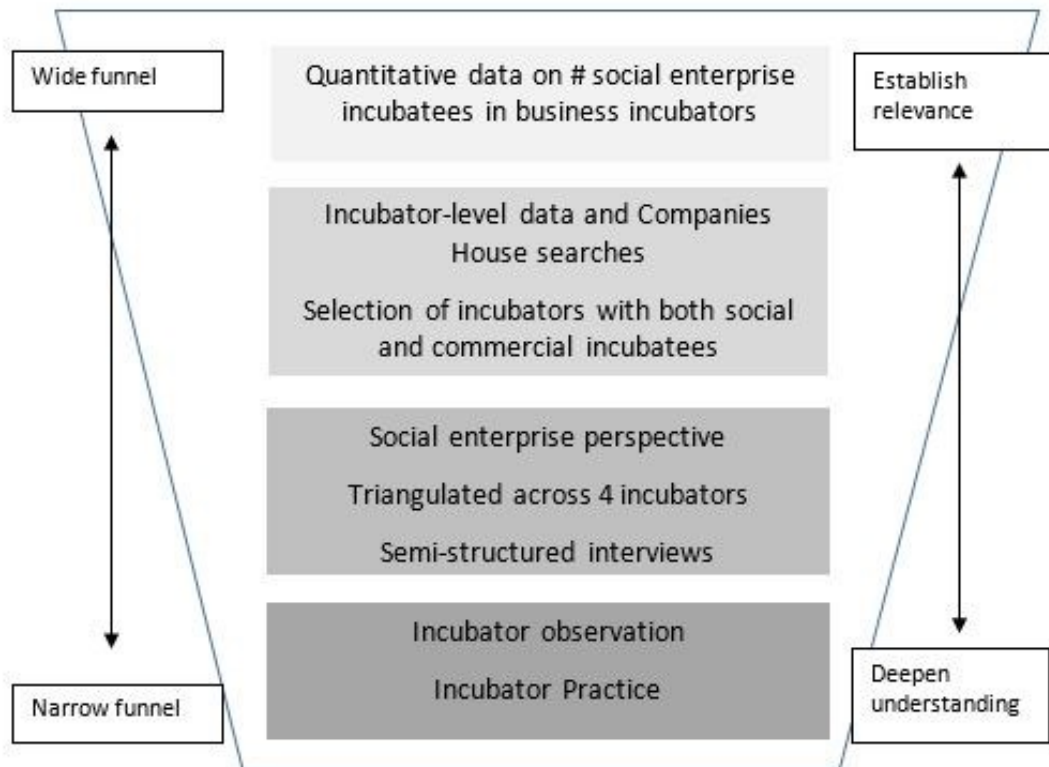 Wide funnel
Quantitative data on # social enterprise
incubatees in business incubators
Establish
relevance
Incubator-level data and Companies
House searches
Selection of incubators with both social
and commercial incubatees
Social enterprise perspective
Triangulated across 4 incubators
Semi-structured interviews
Incubator observation
Incubator Practice
Narrow funnel
Deepen
understanding